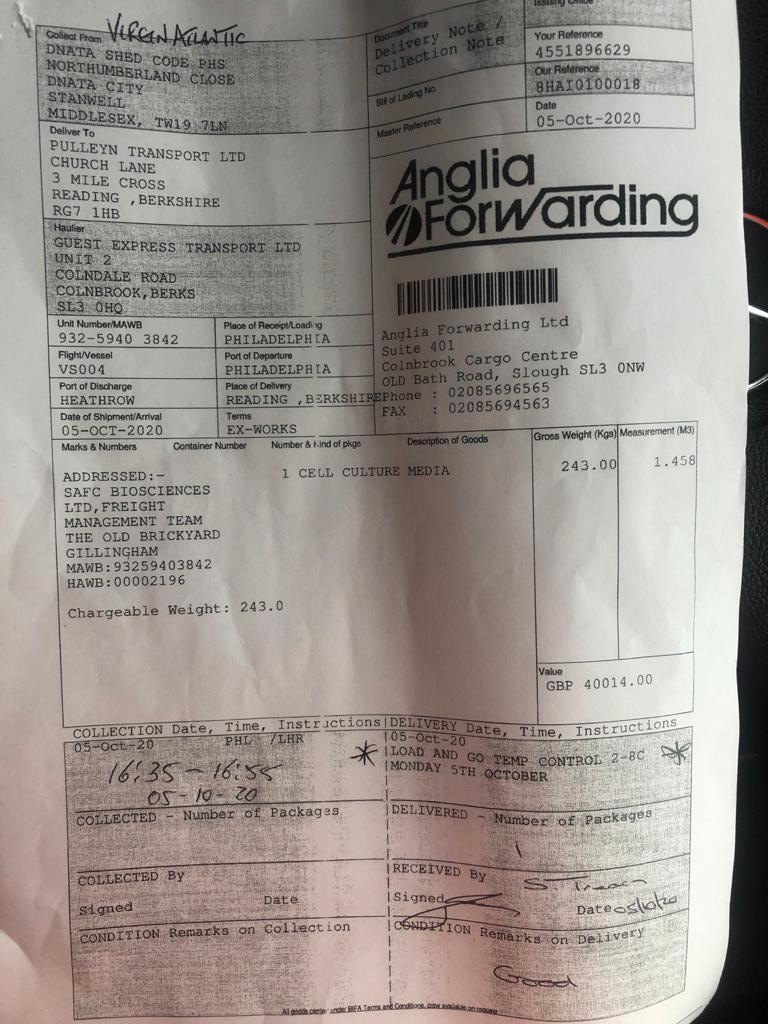 Issuing Office
Collect From VIRGIN ATLANTIC
DNATA SHED CODE PHS
NORTHUMBERLAND CLOSE
DNATA CITY
STANWELL
MIDDLESEX, TW19 7LN
Document Title
Delivery Note /
Collection Note
Your Reference
4551896629
Our Reference
8HAI0100018
Bill of Lading No.
Date
05-Oct-2020
Master Reference
Deliver To
PULLEYN TRANSPORT LTD
CHURCH LANE
3 MILE CROSS
READING ,BERKSHIRE
RG7 1HB
Anglia
Forwarding
Haulier
GUEST EXPRESS TRANSPORT LTD
UNIT 2
COLNDALE ROAD
COLNBROOK,BERKS
SL3 0HQ
Anglia Forwarding Ltd
Suite 401
Colnbrook Cargo Centre
OLD Bath Road, Slough SL3 0NW
Phone : 02085696565
FAX : 02085694563
Unit Number/MAWB
932-5940 3842
Place of Receipt/Loading
PHILADELPHIA
Flight/Vessel
VS004
Port of Departure
PHILADELPHIA
Port of Discharge
HEATHROW
Place of Delivery
READING ,BERKSHIRE
Date of Shipment/Arrival
05-OCT-2020
Terms
EX-WORKS
Marks & Numbers Container Number Number & Kind of pkgs Description of Goods Gross Weight (Kgs) Measurement (M3)
ADDRESSED:- 1 CELL CULTURE MEDIA 243.00 1.458
SAFC BIOSCIENCES
LTD,FREIGHT
MANAGEMENT TEAM
THE OLD BRICKYARD
GILLINGHAM
MAWB:93259403842
HAWB:00002196
Chargeable Weight: 243.0
Value
GBP 40014.00
COLLECTION Date, Time, Instructions
05-Oct-20 PHL /LHR
16:35 - 16:55
05-10-20
DELIVERY Date, Time, Instructions
05-Oct-20
LOAD AND GO TEMP CONTROL 2-8C
MONDAY 5TH OCTOBER
COLLECTED - Number of Packages
DELIVERED - Number of Packages
1
COLLECTED By
Signed Date
RECEIVED By
Signed Date 05/10/20
CONDITION Remarks on Collection
CONDITION Remarks on Delivery
Good
All goods carried under BIFA Terms and Conditions, copy available on request